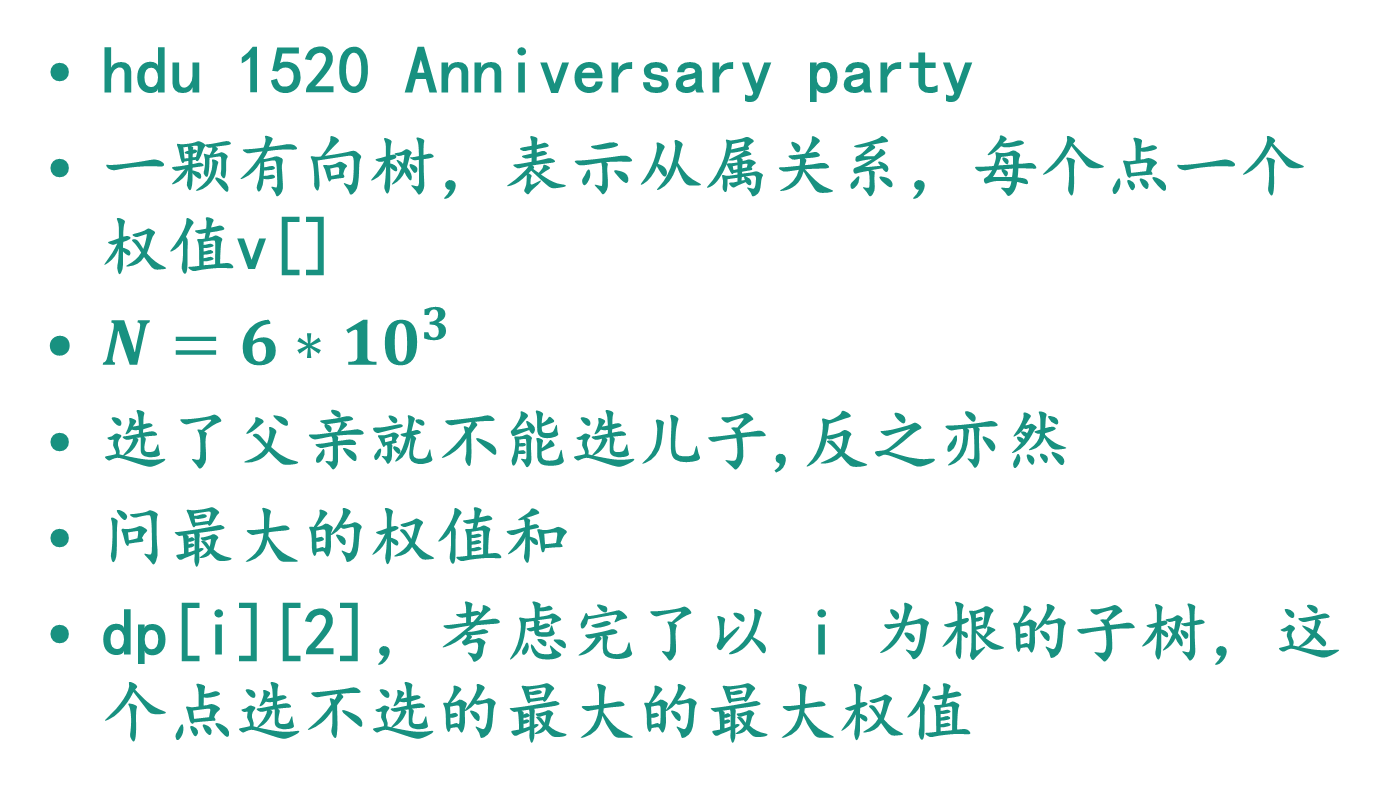 • hdu 1520 Anniversary party
• 一颗有向树，表示从属关系，每个点一个
权值v[]
• N = 6 * 10³
• 选了父亲就不能选儿子,反之亦然
• 问最大的权值和
• dp[i][2]，考虑完了以 i 为根的子树，这
个点选不选的最大的最大权值